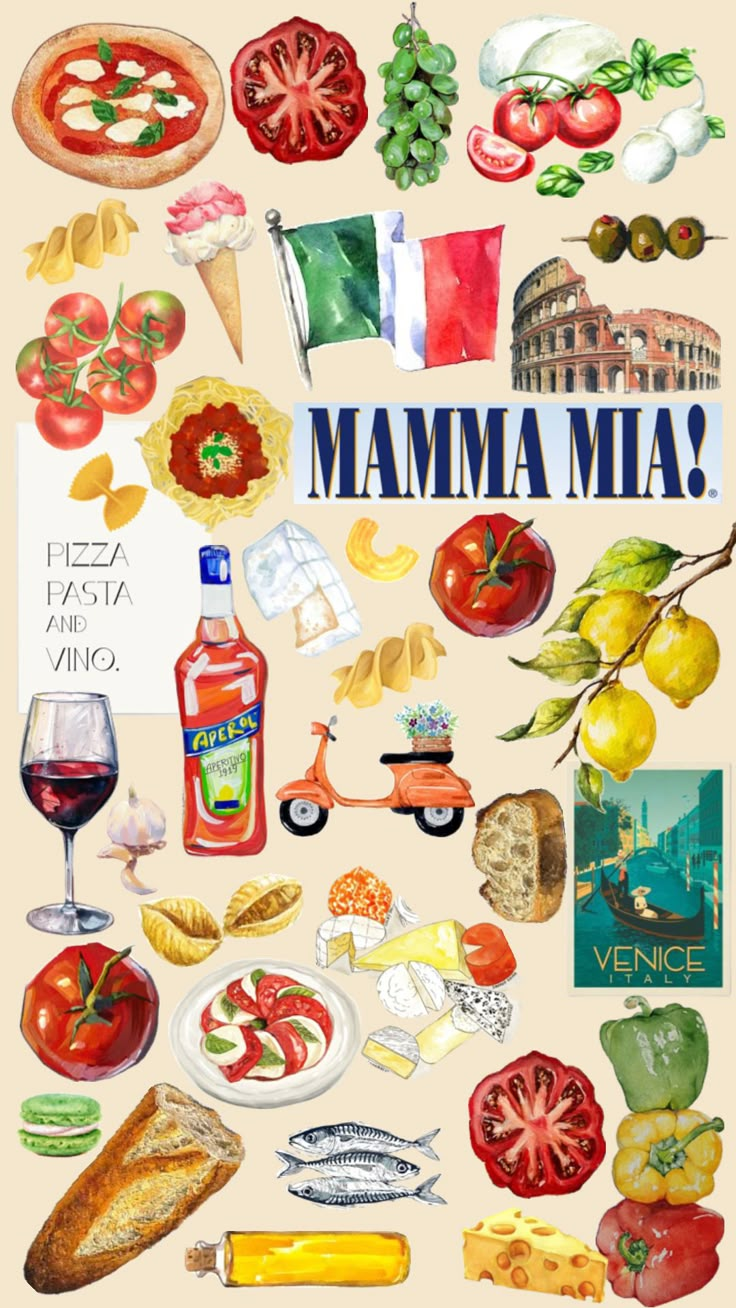 MAMMA MIA!®
PIZZA
PASTA
AND
VINO.
APEROL
APERITIVO
1919
VENICE
ITALY